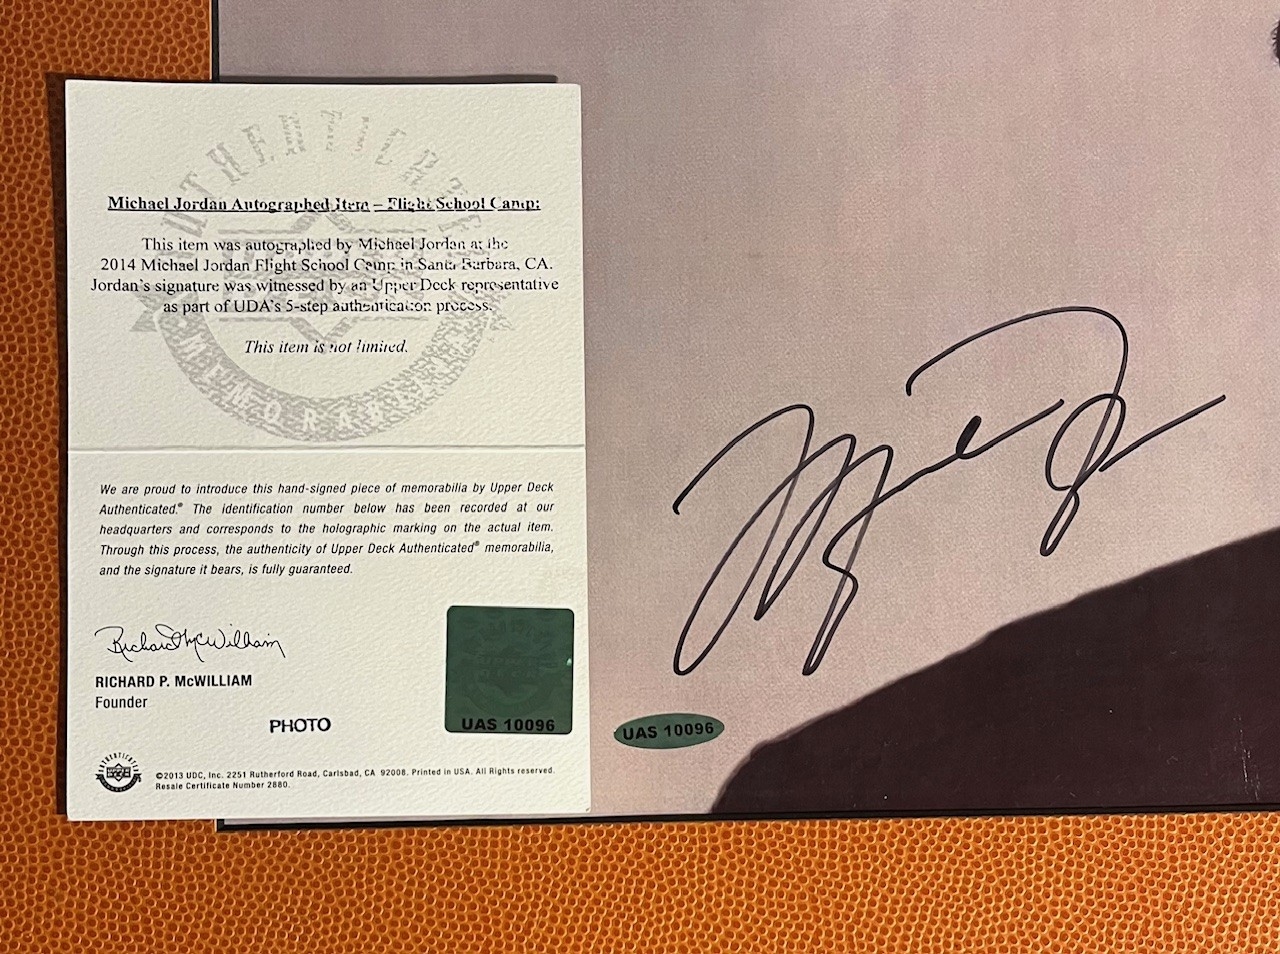 AUTHENTICATED
Michael Jordan Autographed Item – Flight School Camp:
This item was autographed by Michael Jordan at the
2014 Michael Jordan Flight School Camp in Santa Barbara, CA.
Jordan's signature was witnessed by an Upper Deck representative
as part of UDA's 5-step authentication process.
This item is not limited.
MEMORABILIA
We are proud to introduce this hand-signed piece of memorabilia by Upper Deck
Authenticated.® The identification number below has been recorded at our
headquarters and corresponds to the holographic marking on the actual item.
Through this process, the authenticity of Upper Deck Authenticated® memorabilia,
and the signature it bears, is fully guaranteed.
Richard McWilliam
RICHARD P. McWILLIAM
Founder
PHOTO
UAS 10096
AUTHENTICATED
©2013 UDC, Inc. 2251 Rutherford Road, Carlsbad, CA 92008. Printed in USA. All Rights reserved.
Resale Certificate Number 2880.
UAS 10096